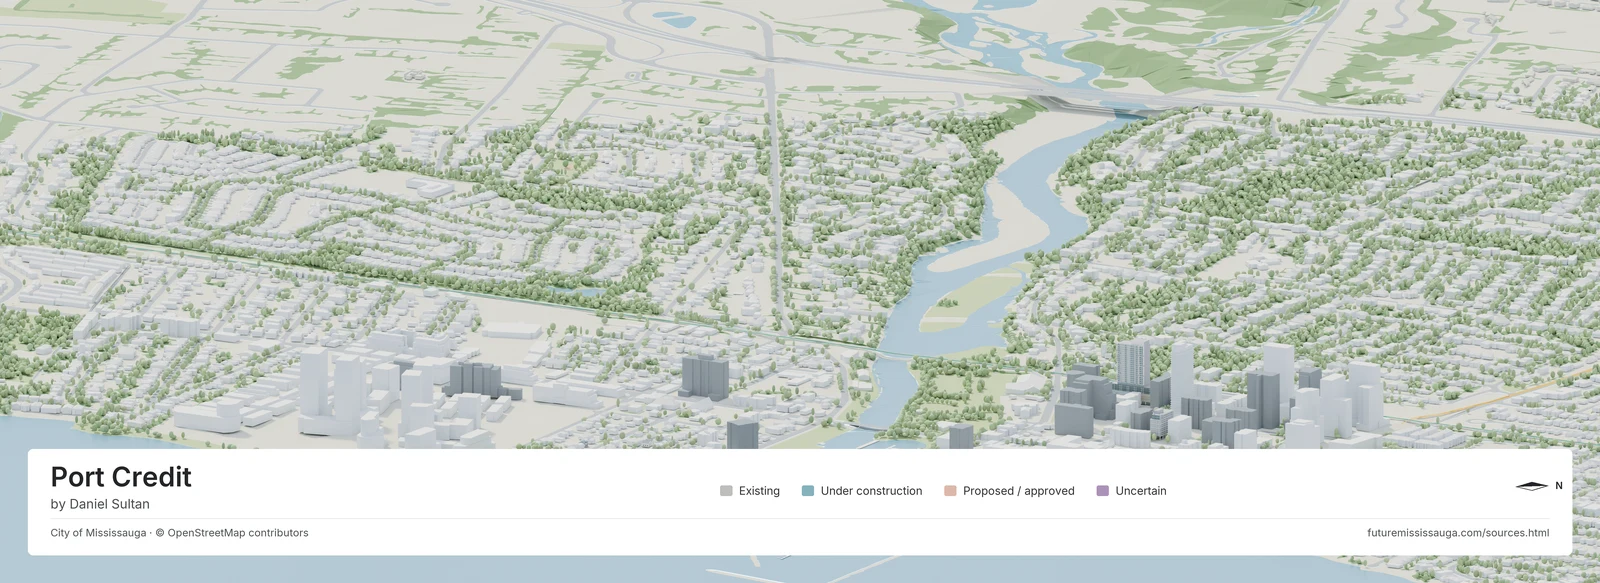 Port Credit
by Daniel Sultan
Existing
Under construction
Proposed / approved
Uncertain
N
City of Mississauga · © OpenStreetMap contributors
futuremississauga.com/sources.html